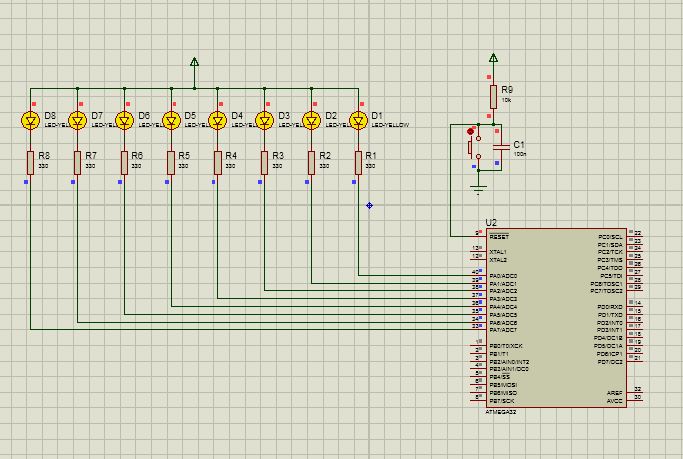 R9
10k
D8
LED-YEL
D7
LED-YEL
D6
LED-YEL
D5
LED-YEL
D4
LED-YEL
D3
LED-YEL
D2
LED-YEL
D1
LED-YELLOW
C1
100n
R8
330
R7
330
R6
330
R5
330
R4
330
R3
330
R2
330
R1
330
U2
9 RESET PC0/SCL 22
PC1/SDA 23
13 XTAL1 PC2/TCK 24
12 XTAL2 PC3/TMS 25
PC4/TDO 26
40 PA0/ADC0 PC5/TDI 27
39 PA1/ADC1 PC6/TOSC1 28
38 PA2/ADC2 PC7/TOSC2 29
37 PA3/ADC3
36 PA4/ADC4 PD0/RXD 14
35 PA5/ADC5 PD1/TXD 15
34 PA6/ADC6 PD2/INT0 16
33 PA7/ADC7 PD3/INT1 17
PD4/OC1B 18
1 PB0/T0/XCK PD5/OC1A 19
2 PB1/T1 PD6/ICP1 20
3 PB2/AIN0/INT2 PD7/OC2 21
4 PB3/AIN1/OC0
5 PB4/SS
6 PB5/MOSI
7 PB6/MISO AREF 32
8 PB7/SCK AVCC 30
ATMEGA32